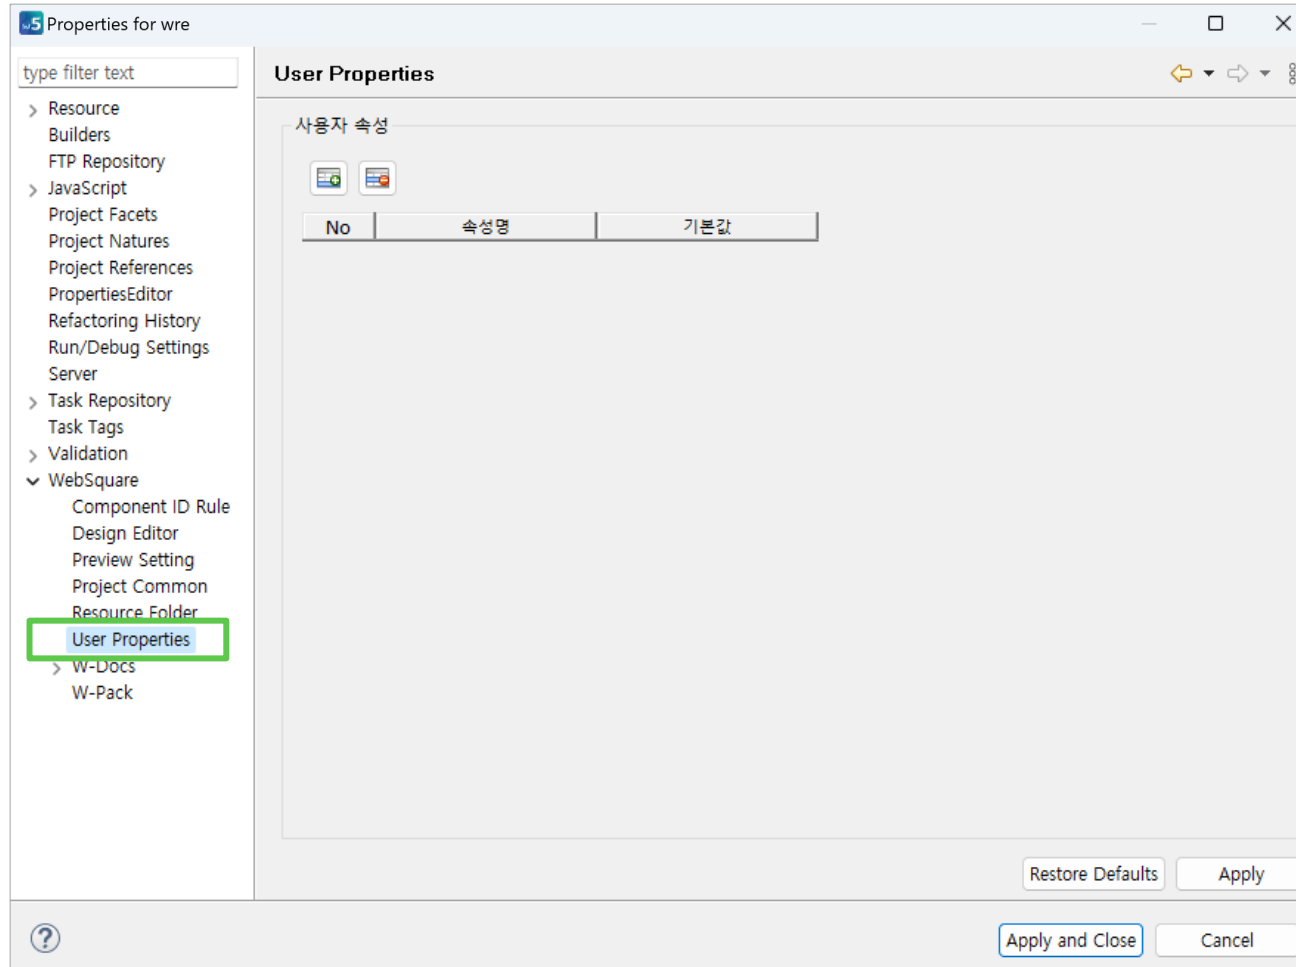 Properties for wre
type filter text
Resource
Builders
FTP Repository
JavaScript
Project Facets
Project Natures
Project References
PropertiesEditor
Refactoring History
Run/Debug Settings
Server
Task Repository
Task Tags
Validation
WebSquare
Component ID Rule
Design Editor
Preview Setting
Project Common
Resource Folder
User Properties
W-Docs
W-Pack
User Properties
사용자 속성
No 속성명 기본값
Restore Defaults Apply
Apply and Close Cancel